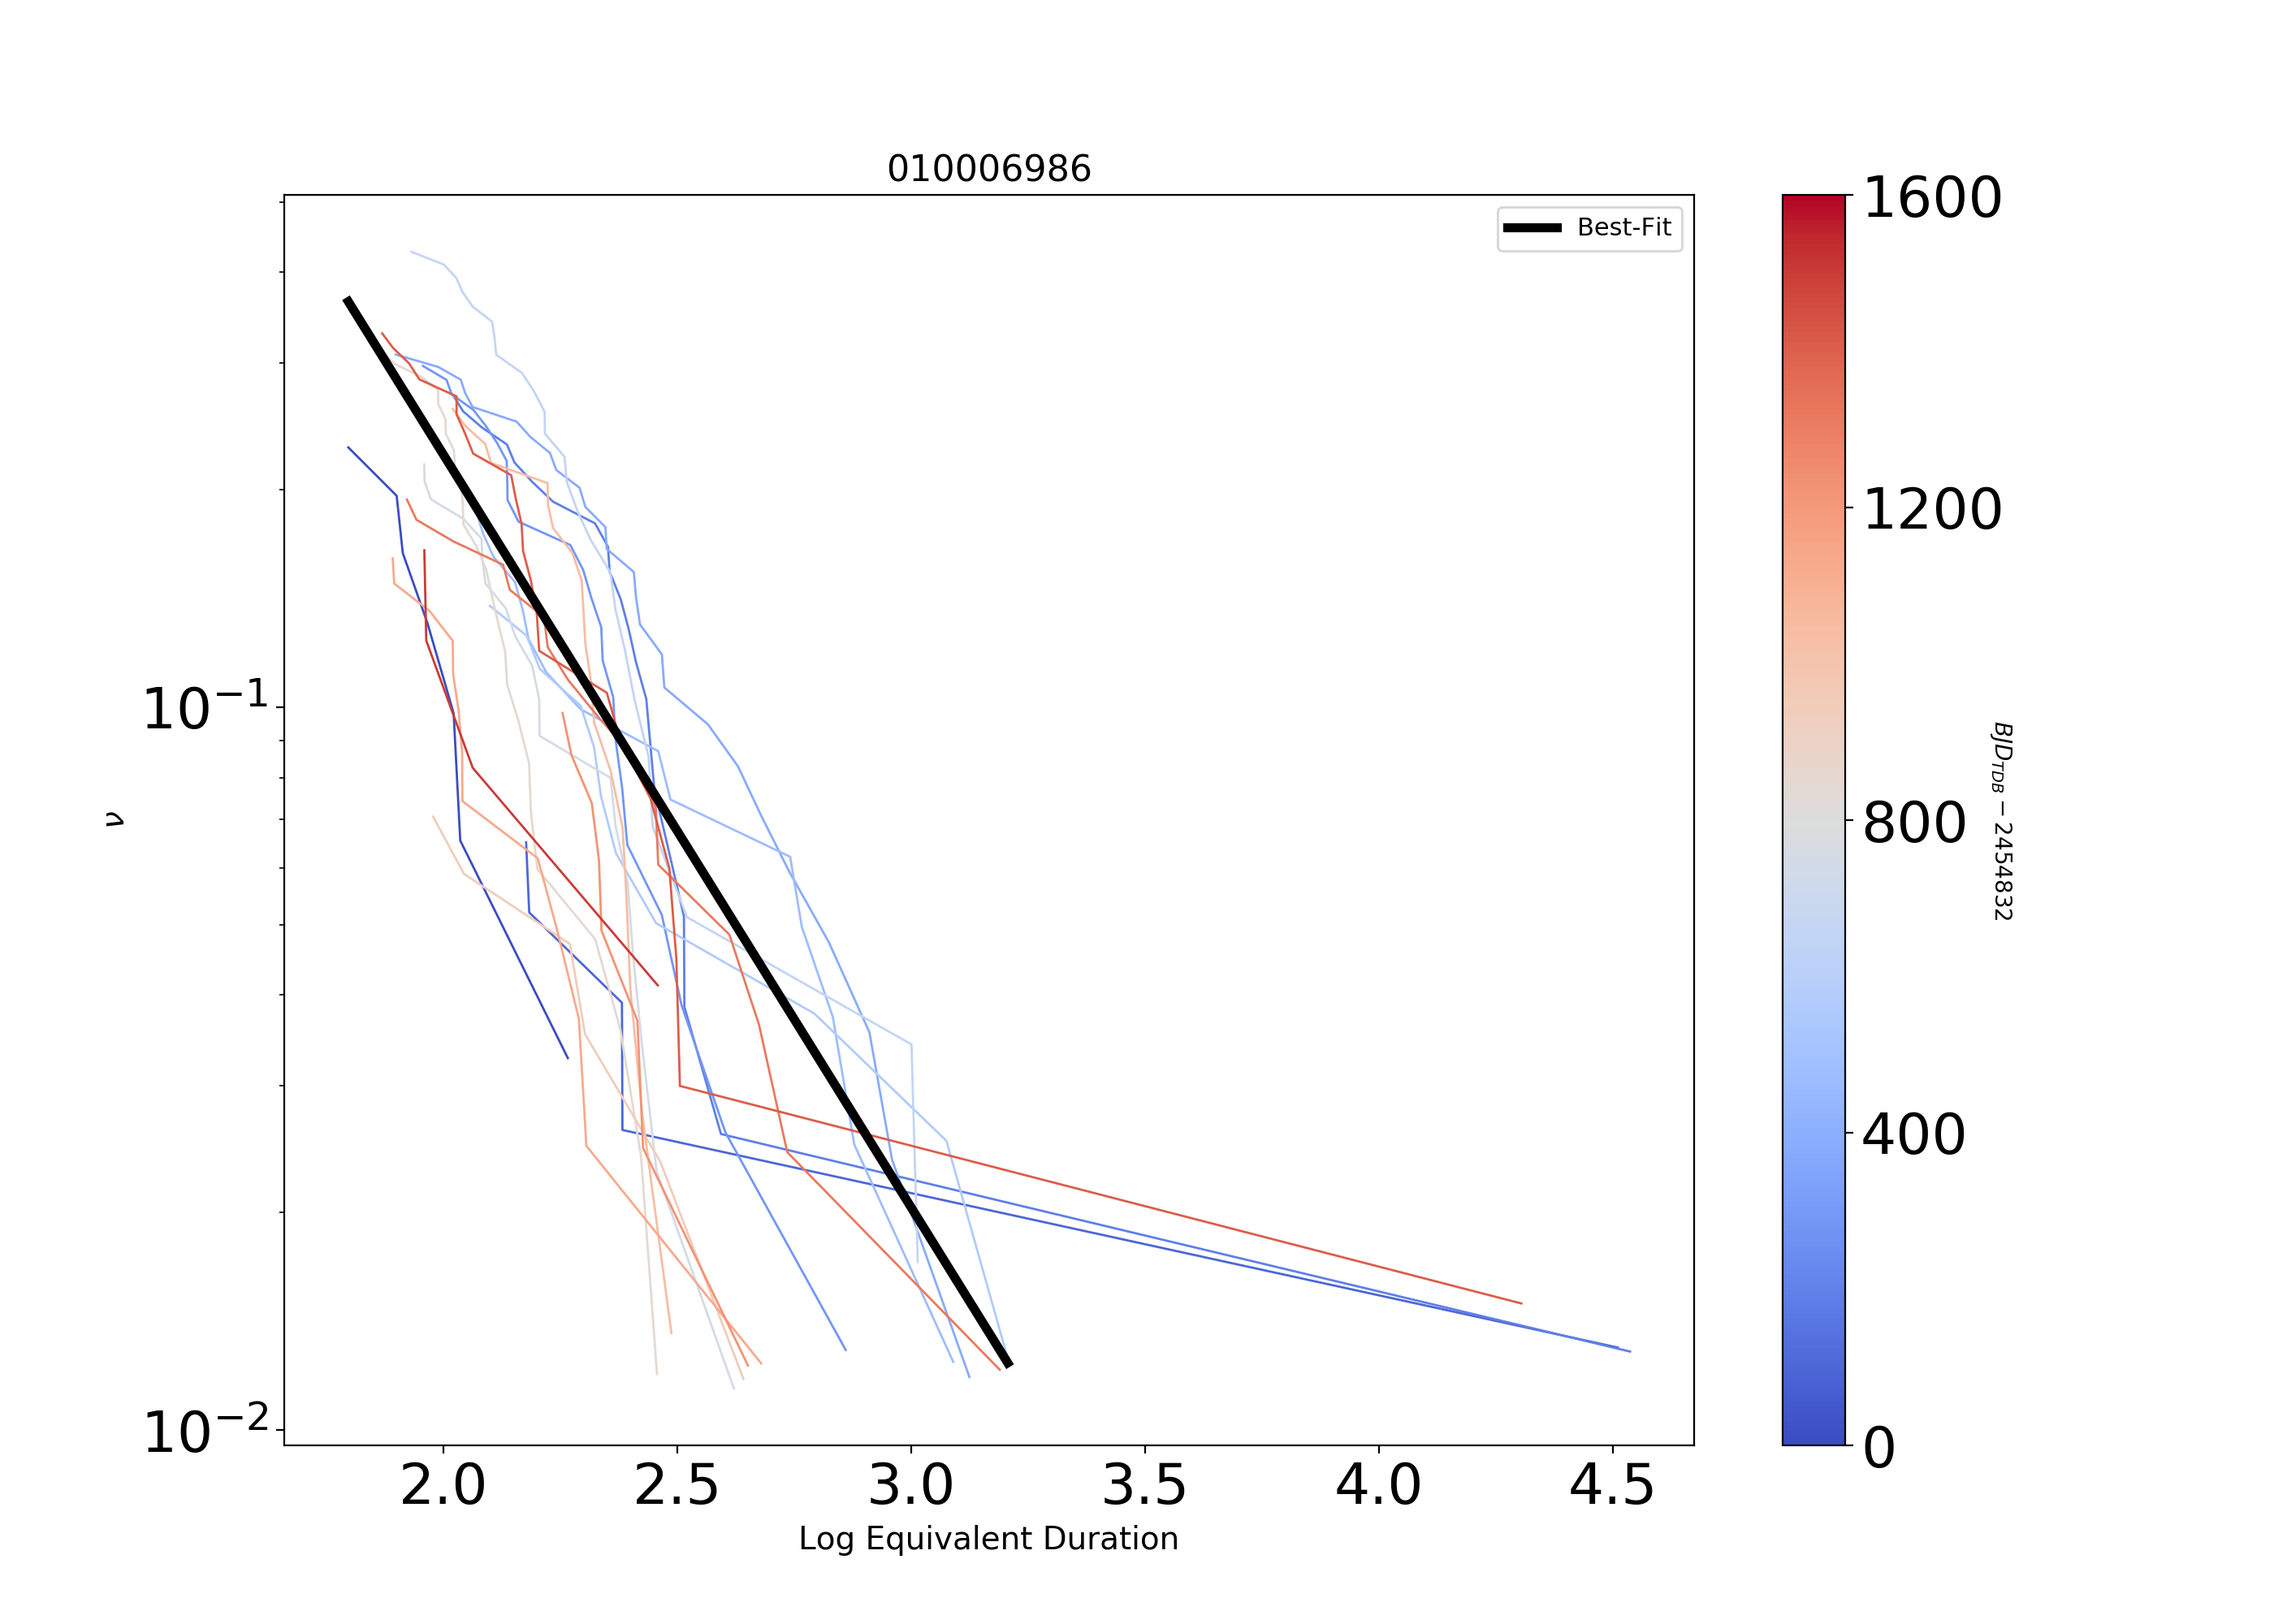 010006986
Best-Fit
10⁻¹
10⁻²
ν
2.0 2.5 3.0 3.5 4.0 4.5
Log Equivalent Duration
1600
1200
800
400
0
BJD_TDB − 2454832